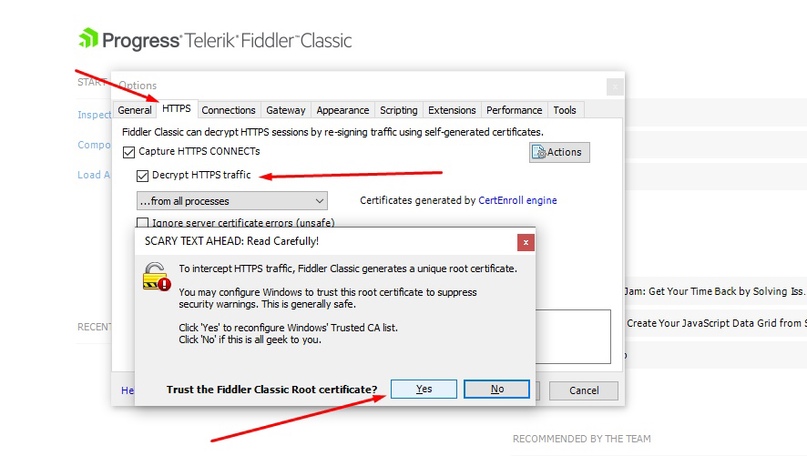 Progress® Telerik® Fiddler™ Classic
START
Options
General HTTPS Connections Gateway Appearance Scripting Extensions Performance Tools
Inspect
Fiddler Classic can decrypt HTTPS sessions by re-signing traffic using self-generated certificates.
Compo
Capture HTTPS CONNECTs
Actions
Load A
Decrypt HTTPS traffic
...from all processes
Certificates generated by CertEnroll engine
Ignore server certificate errors (unsafe)
SCARY TEXT AHEAD: Read Carefully!
To intercept HTTPS traffic, Fiddler Classic generates a unique root certificate.
You may configure Windows to trust this root certificate to suppress
security warnings. This is generally safe.
Click 'Yes' to reconfigure Windows' Trusted CA list.
Click 'No' if this is all geek to you.
Jam: Get Your Time Back by Solving Iss.
RECENT
Create Your JavaScript Data Grid from S
He
Trust the Fiddler Classic Root certificate?
Yes
No
Cancel
RECOMMENDED BY THE TEAM